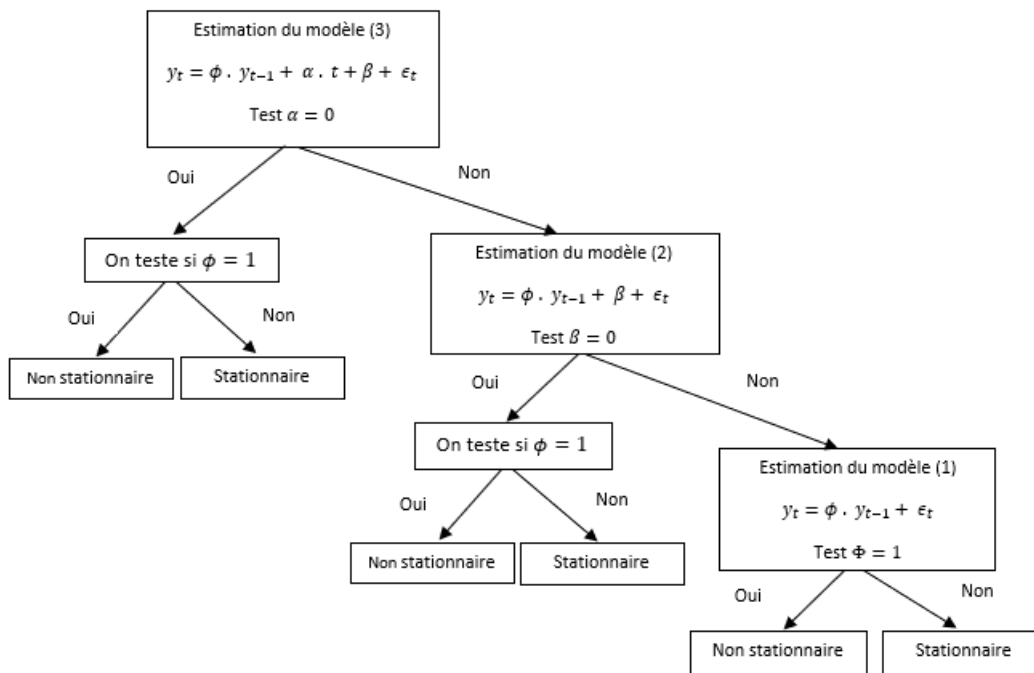 Estimation du modèle (3)
y_t = ϕ . y_{t−1} + α . t + β + ϵ_t
Test α = 0
Oui
Non
On teste si ϕ = 1
Oui
Non
Non stationnaire
Stationnaire
Estimation du modèle (2)
y_t = ϕ . y_{t−1} + β + ϵ_t
Test ß = 0
Oui
Non
On teste si ϕ = 1
Oui
Non
Non stationnaire
Stationnaire
Estimation du modèle (1)
y_t = ϕ . y_{t−1} + ϵ_t
Test Φ = 1
Oui
Non
Non stationnaire
Stationnaire